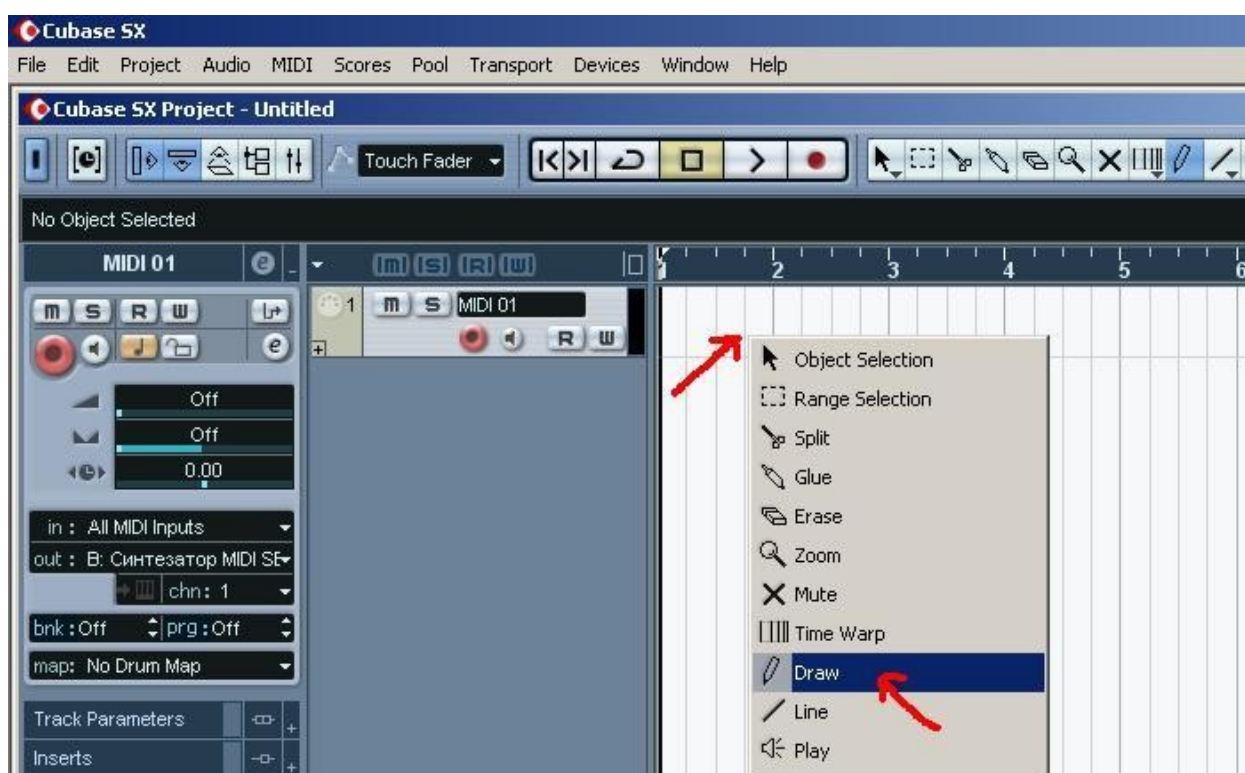 Cubase SX
File Edit Project Audio MIDI Scores Pool Transport Devices Window Help
Cubase SX Project - Untitled
Touch Fader
No Object Selected
MIDI 01 e
m S R W
e
Off
Off
0.00
in : All MIDI Inputs
out : B: Синтезатор MIDI SE
chn : 1
bnk : Off prg : Off
map: No Drum Map
Track Parameters
Inserts
(m) (S) (R) (W)
1 m S MIDI 01
R W
1 2 3 4 5 6
Object Selection
Range Selection
Split
Glue
Erase
Zoom
Mute
Time Warp
Draw
Line
Play